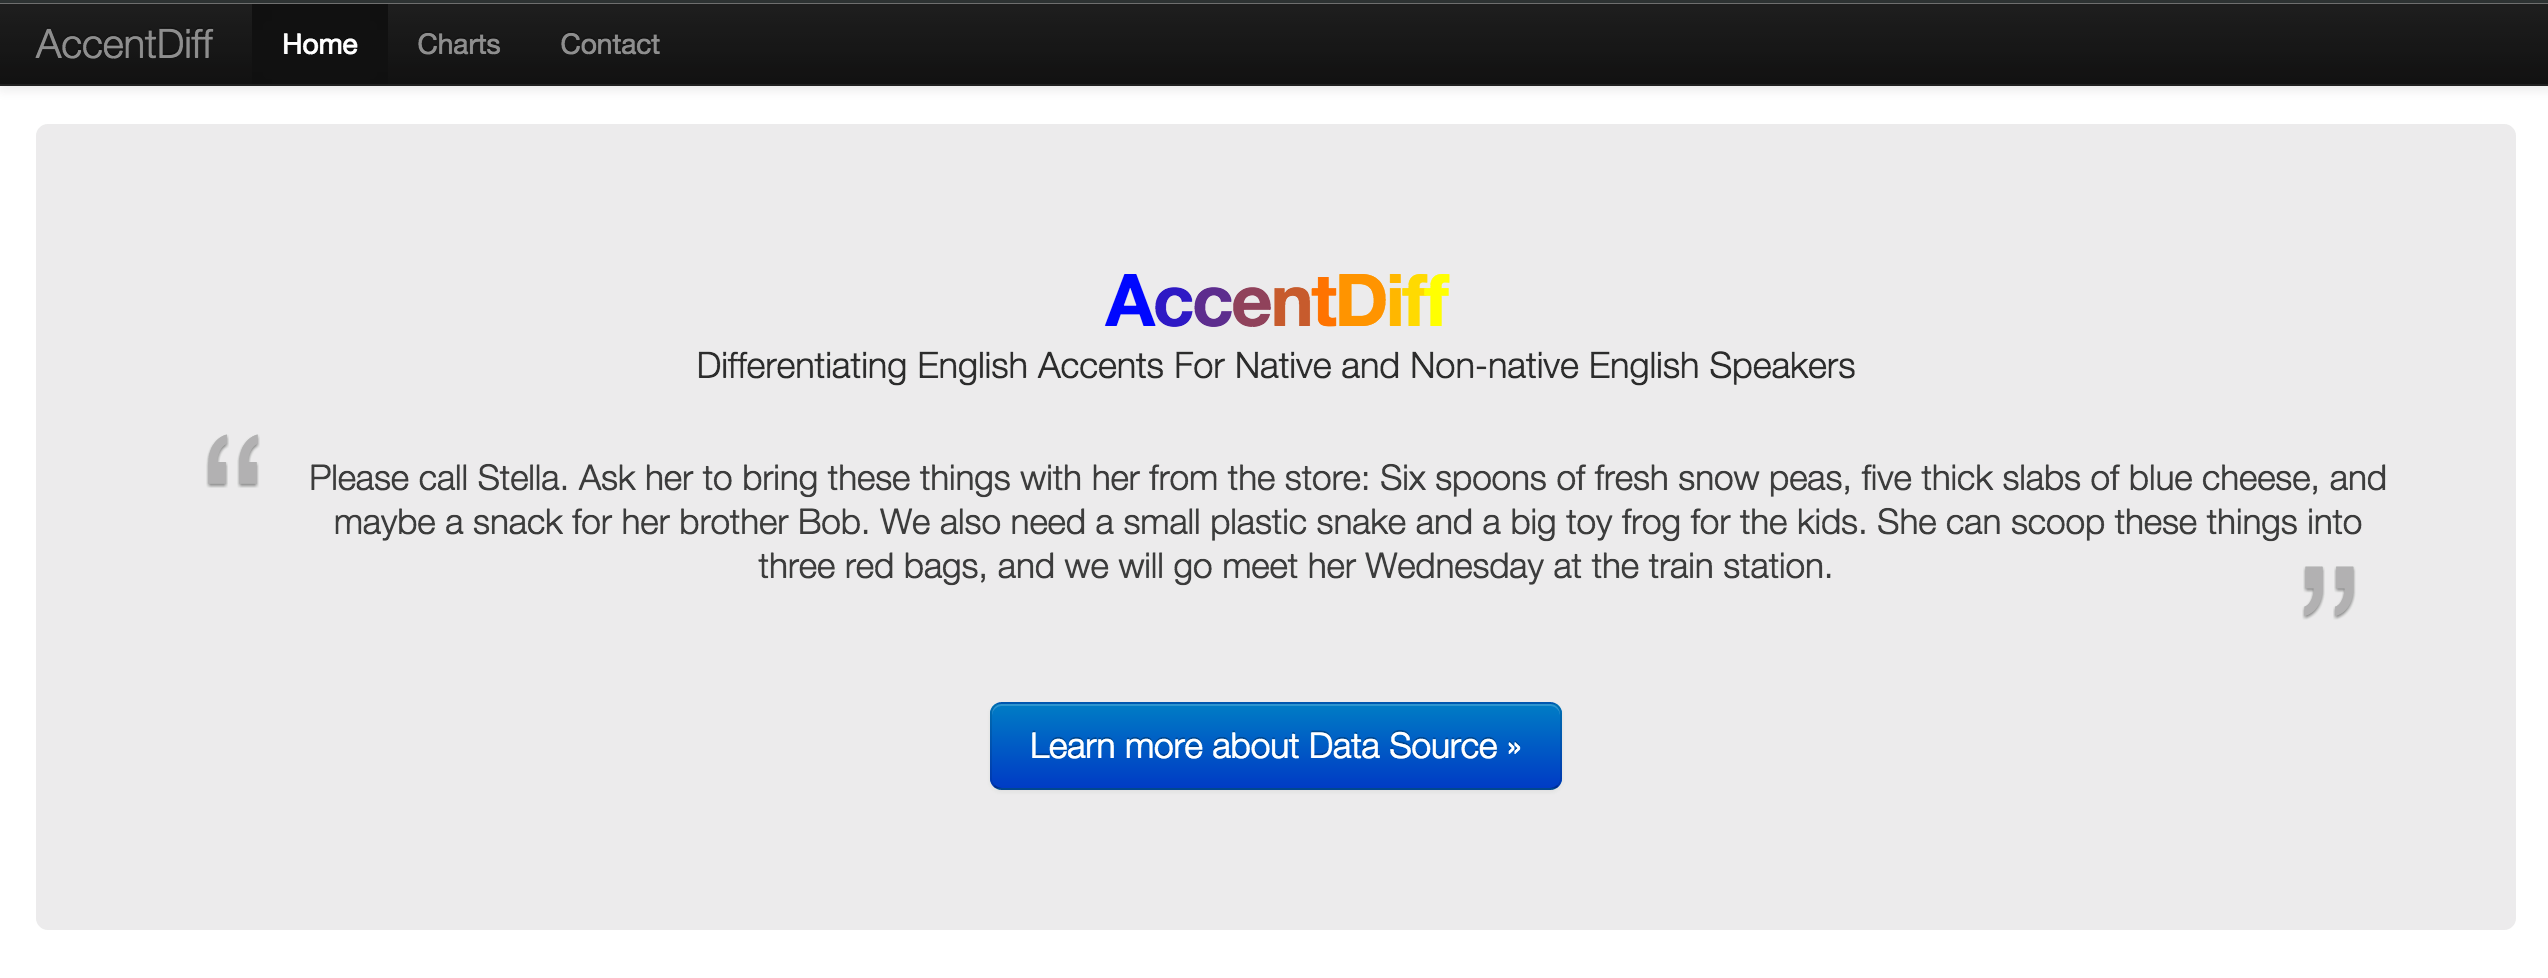 AccentDiff Home Charts Contact
AccentDiff
Differentiating English Accents For Native and Non-native English Speakers
“ Please call Stella. Ask her to bring these things with her from the store: Six spoons of fresh snow peas, five thick slabs of blue cheese, and
maybe a snack for her brother Bob. We also need a small plastic snake and a big toy frog for the kids. She can scoop these things into
three red bags, and we will go meet her Wednesday at the train station. ”
Learn more about Data Source »